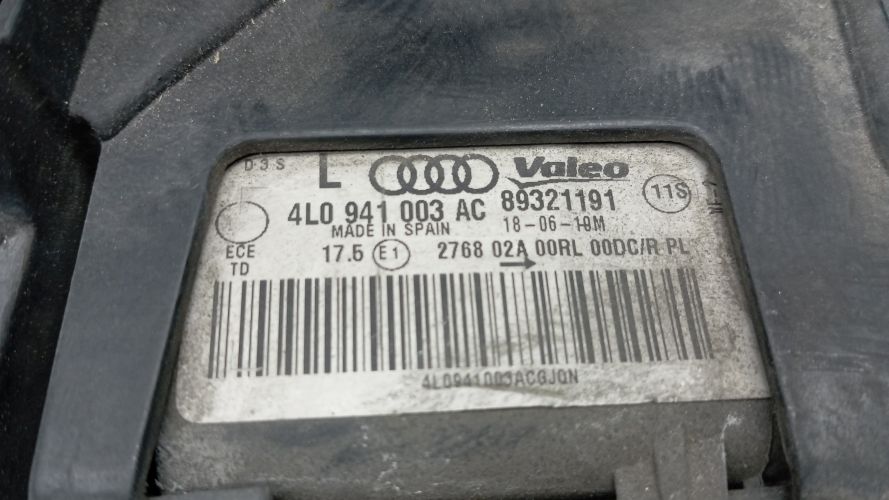 D3S
L Valeo
4L0 941 003 AC 89321191
MADE IN SPAIN 18-06-10M
11S
ECE 17.5 E1 2768 02A 00RL 00DC/R PL
TD
4L0941003ACGJQN